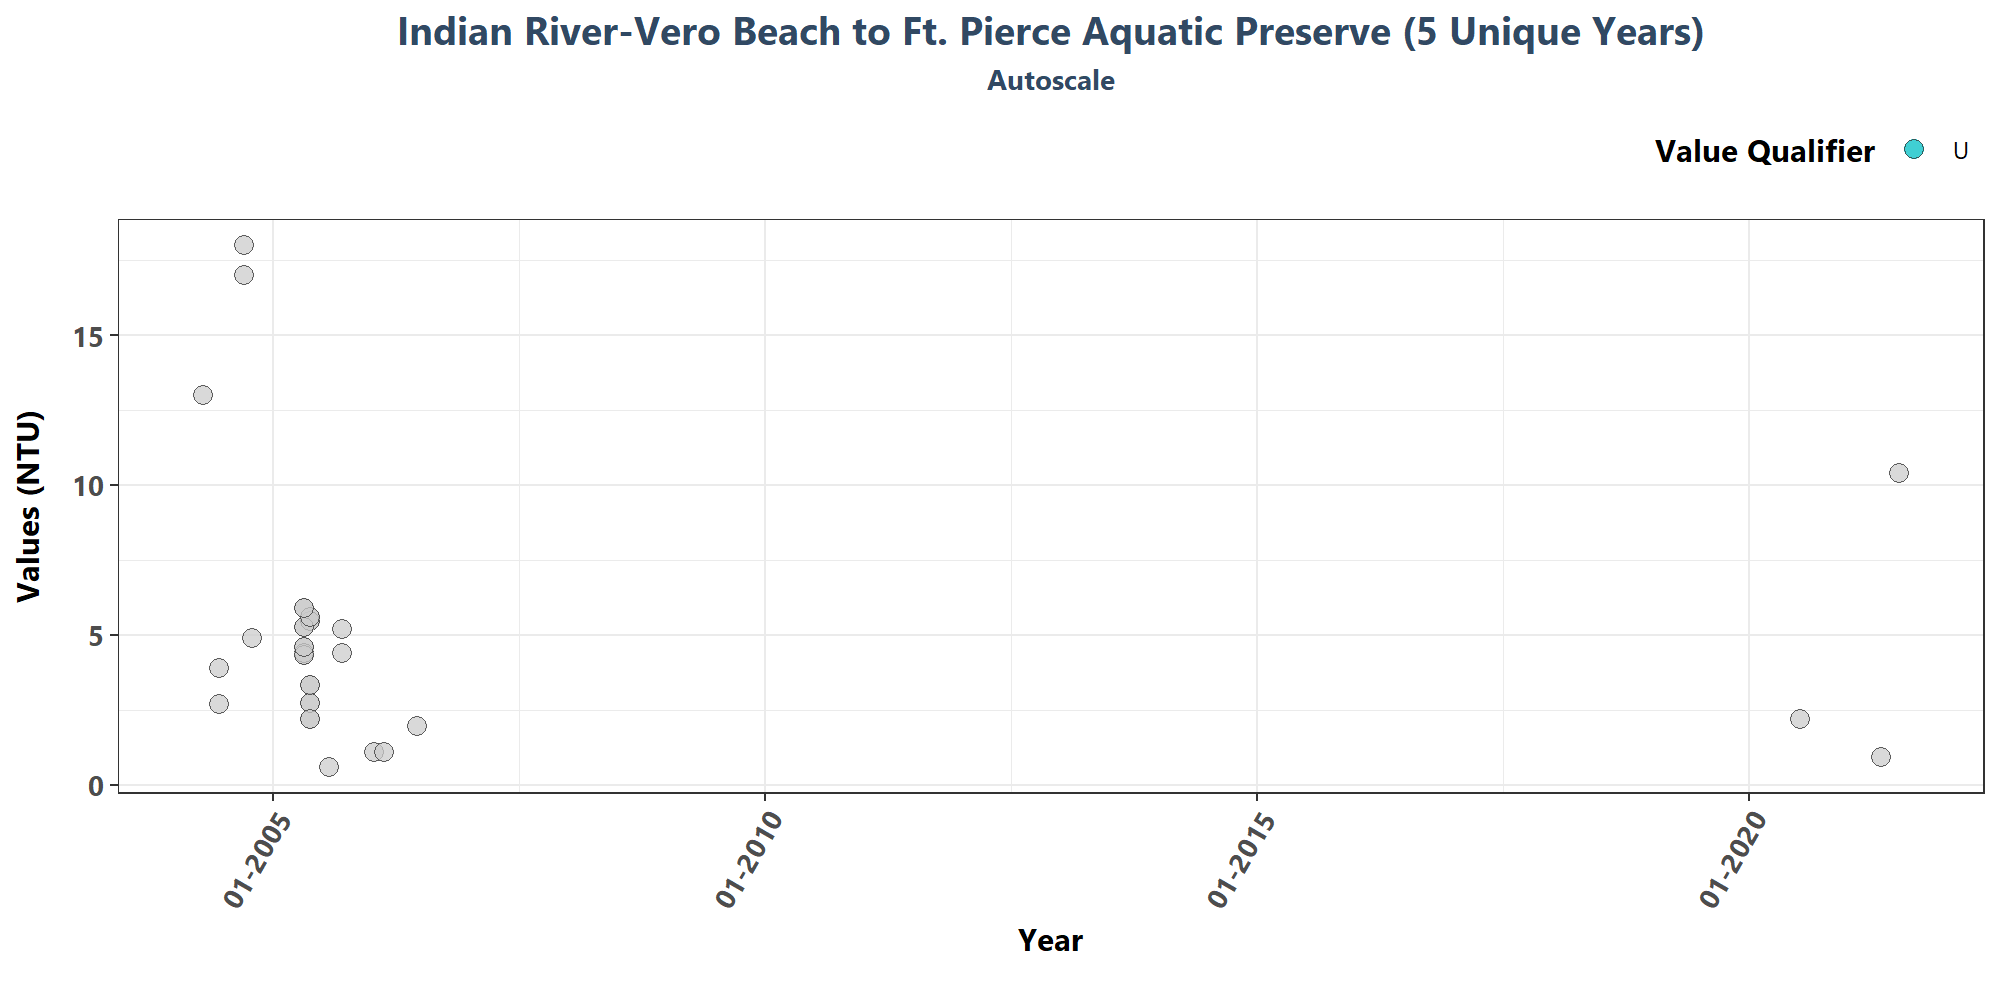 Indian River-Vero Beach to Ft. Pierce Aquatic Preserve (5 Unique Years)
Autoscale
Value Qualifier U
Values (NTU)
15
10
5
0
01-2005
01-2010
01-2015
01-2020
Year